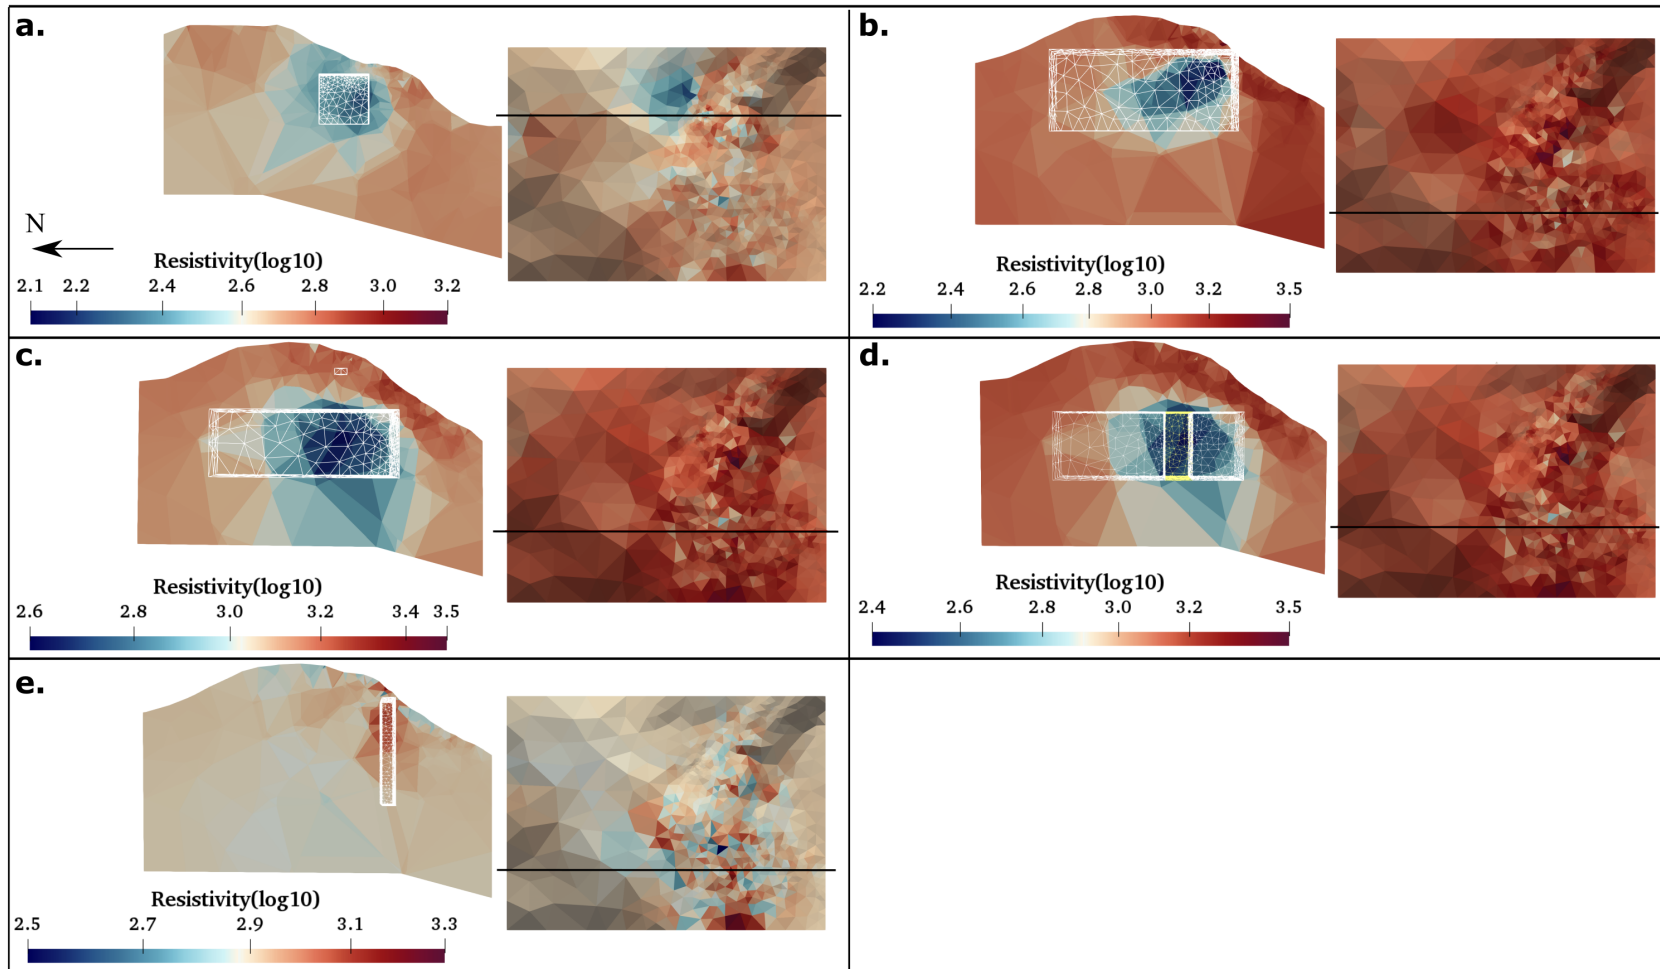 a.
N
Resistivity(log10)
2.1 2.2 2.4 2.6 2.8 3.0 3.2
b.
Resistivity(log10)
2.2 2.4 2.6 2.8 3.0 3.2 3.5
c.
Resistivity(log10)
2.6 2.8 3.0 3.2 3.4 3.5
d.
Resistivity(log10)
2.4 2.6 2.8 3.0 3.2 3.5
e.
Resistivity(log10)
2.5 2.7 2.9 3.1 3.3